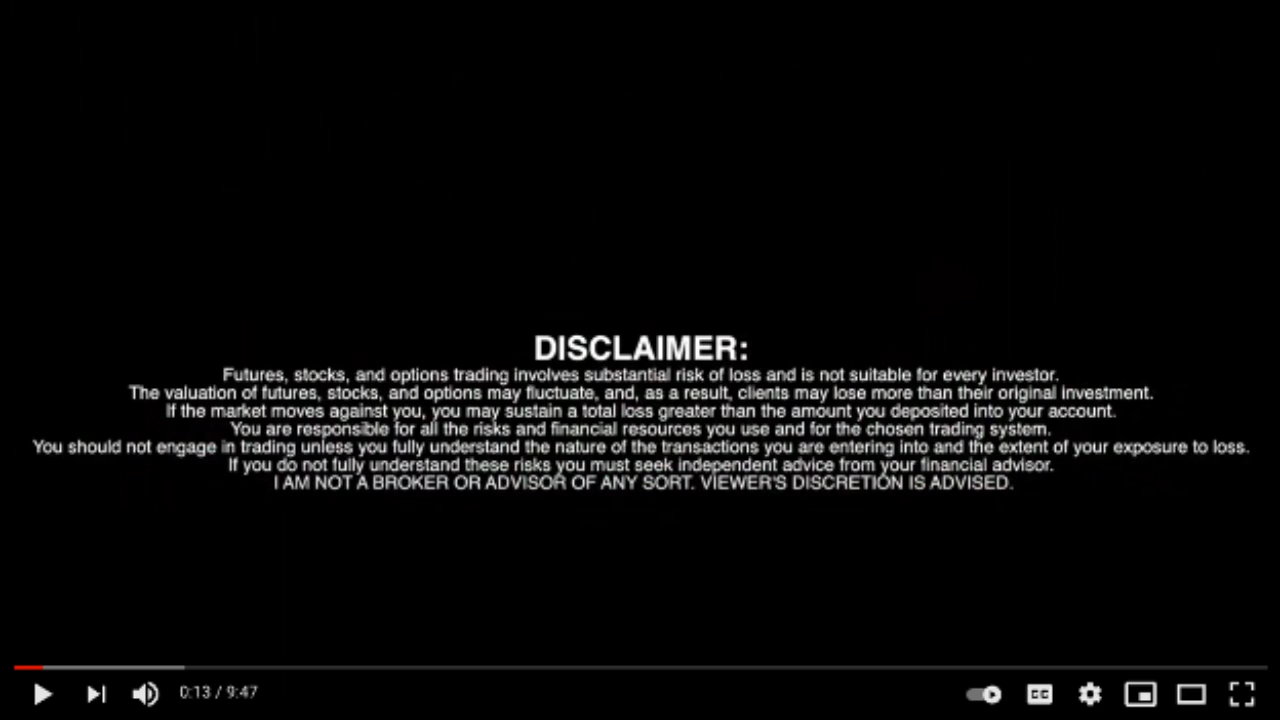 DISCLAIMER:
Futures, stocks, and options trading involves substantial risk of loss and is not suitable for every investor.
The valuation of futures, stocks, and options may fluctuate, and, as a result, clients may lose more than their original investment.
If the market moves against you, you may sustain a total loss greater than the amount you deposited into your account.
You are responsible for all the risks and financial resources you use and for the chosen trading system.
You should not engage in trading unless you fully understand the nature of the transactions you are entering into and the extent of your exposure to loss.
If you do not fully understand these risks you must seek independent advice from your financial advisor.
I AM NOT A BROKER OR ADVISOR OF ANY SORT. VIEWER'S DISCRETION IS ADVISED.
0:13 / 9:47 CC